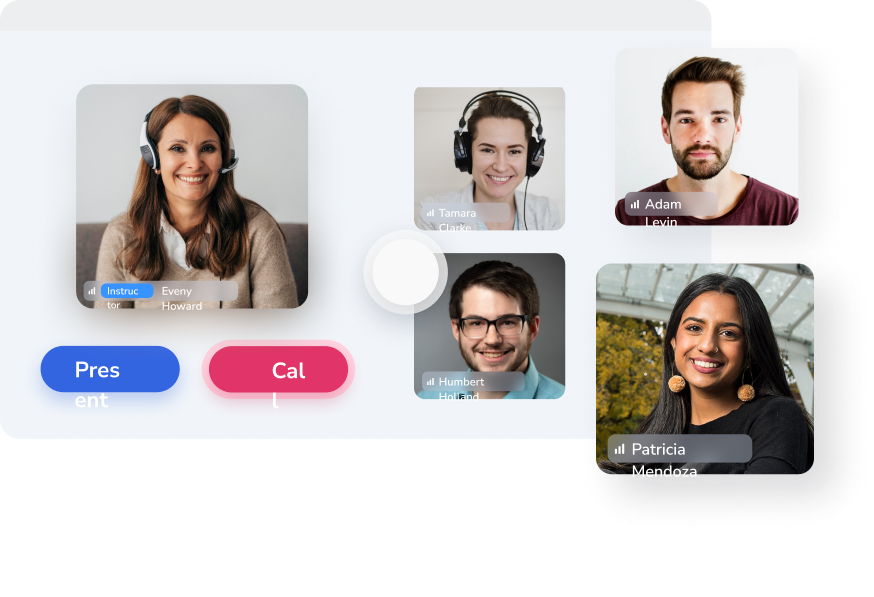 Tamara
Clarke
Adam
Levin
Instruc
tor
Eveny
Howard
Pres
ent
Cal
l
Humbert
Holland
Patricia
Mendoza